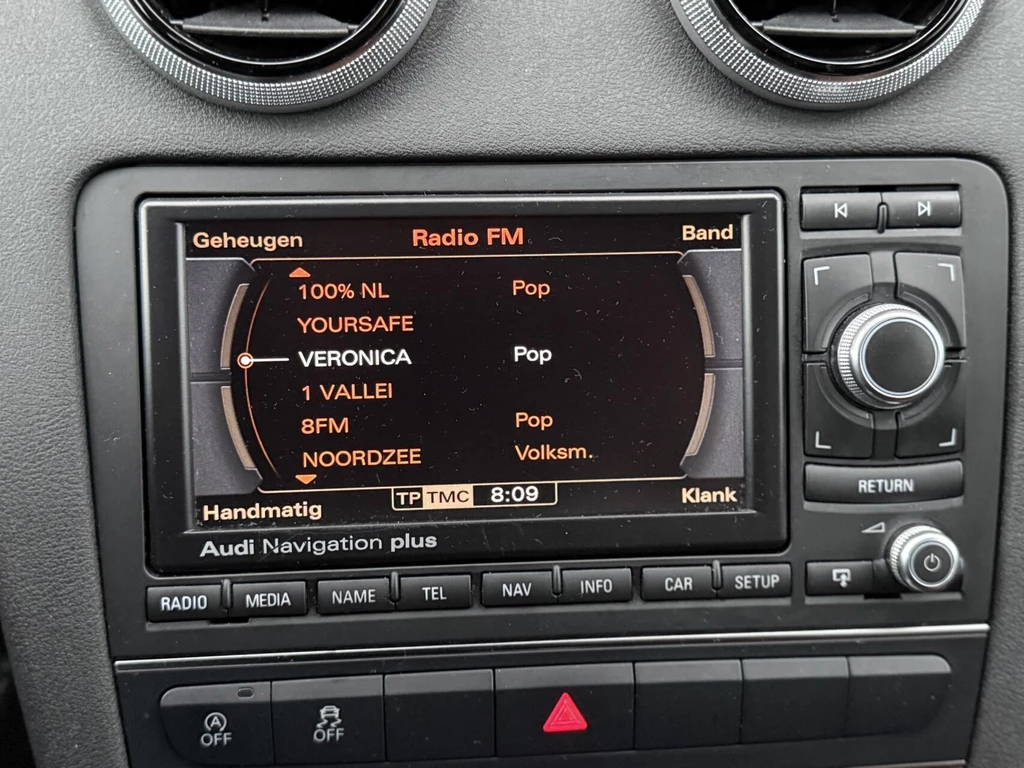 Geheugen Radio FM Band
100% NL Pop
YOURSAFE
VERONICA Pop
1 VALLEI
8FM Pop
NOORDZEE Volksm.
Handmatig TP TMC 8:09 Klank
Audi Navigation plus
RETURN
RADIO MEDIA NAME TEL NAV INFO CAR SETUP
A OFF
OFF